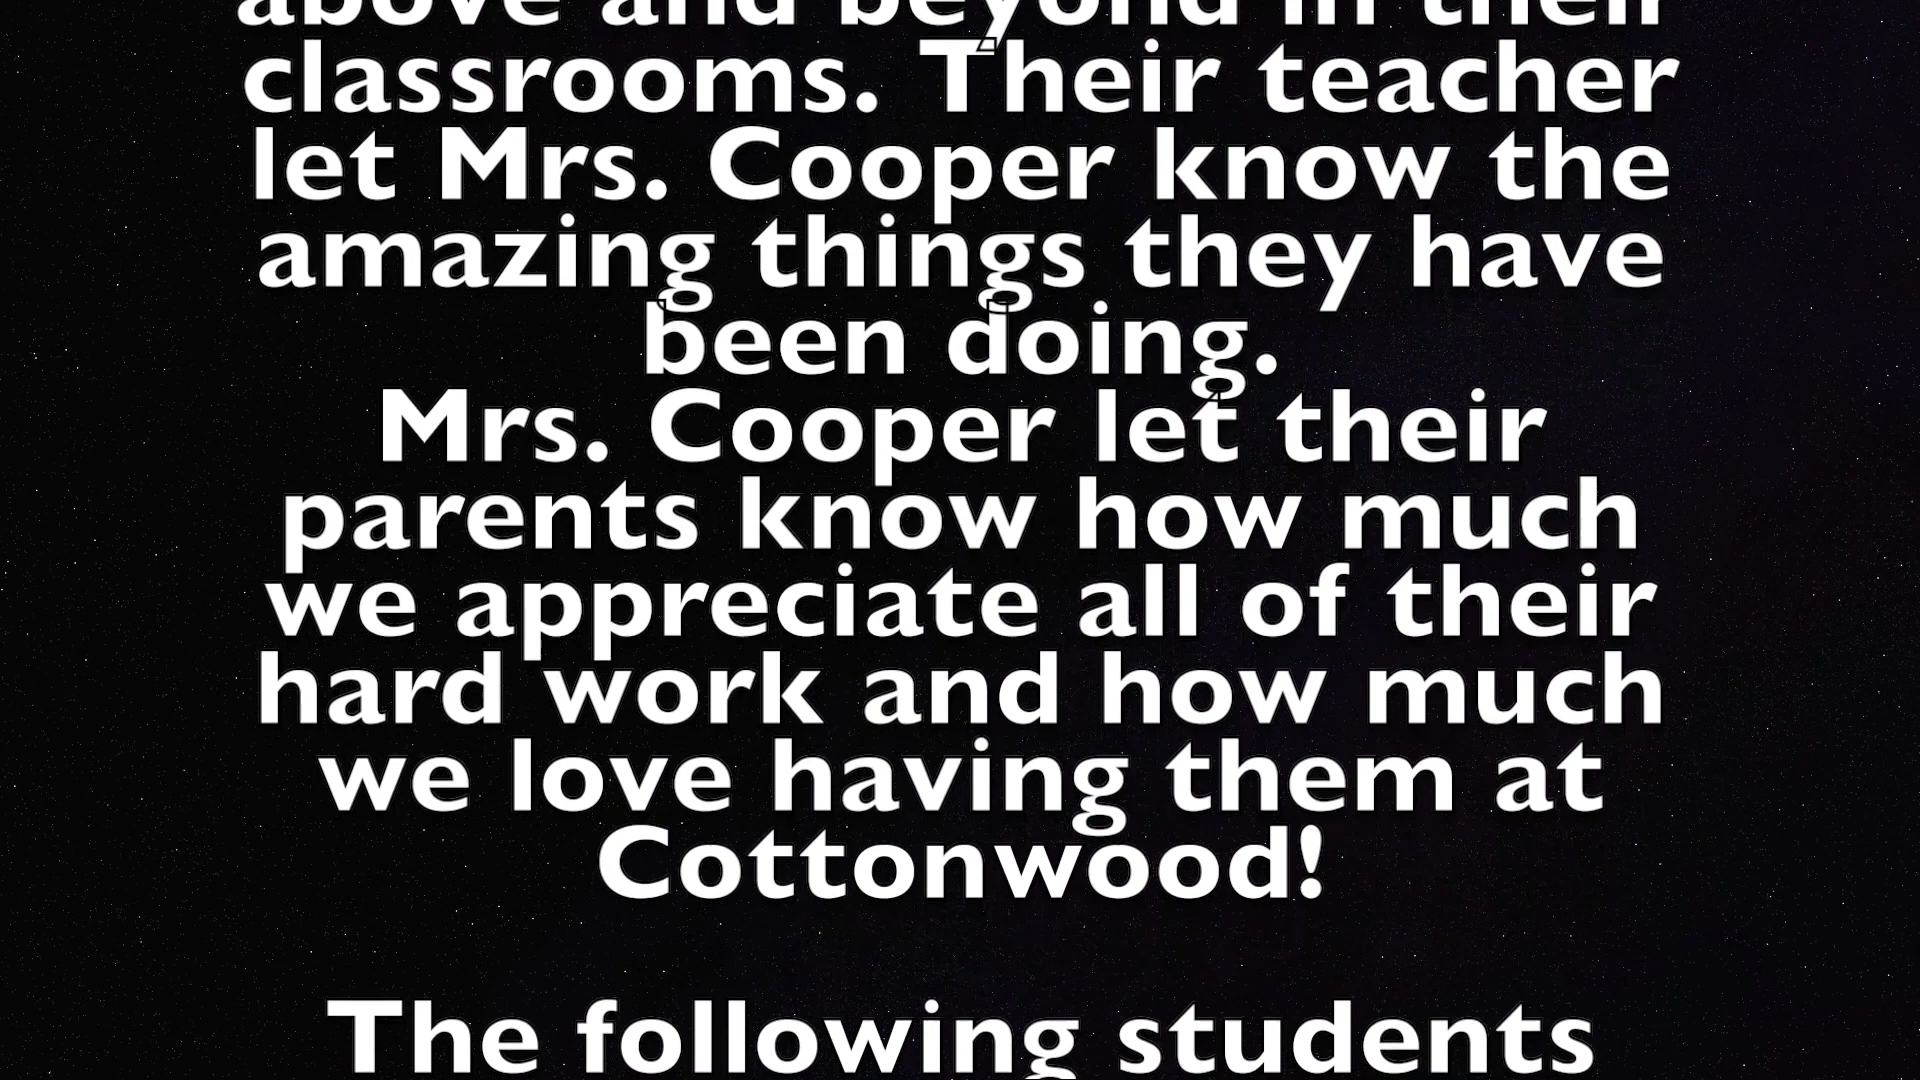 above and beyond in their
classrooms. Their teacher
let Mrs. Cooper know the
amazing things they have
been doing.
Mrs. Cooper let their
parents know how much
we appreciate all of their
hard work and how much
we love having them at
Cottonwood!
The following students